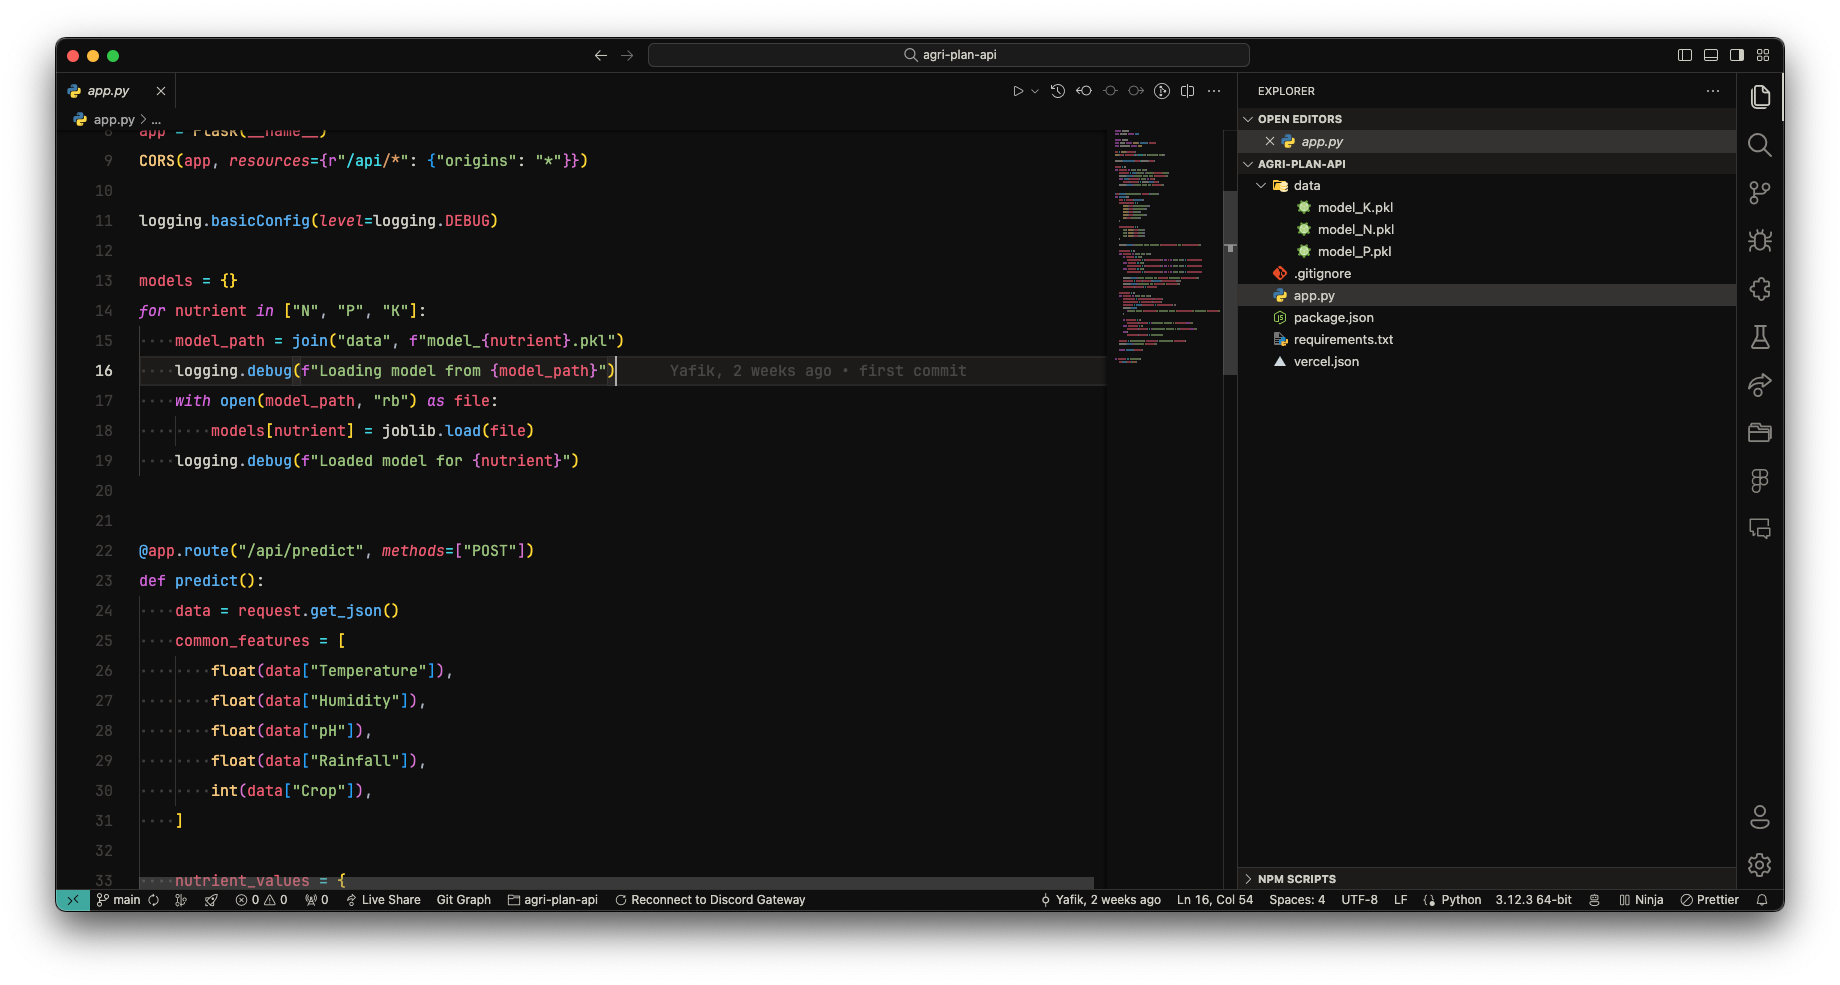 agri-plan-api
app.py
app.py > ...
8 app = Flask(__name__)
9 CORS(app, resources={r"/api/*": {"origins": "*"}})
10
11 logging.basicConfig(level=logging.DEBUG)
12
13 models = {}
14 for nutrient in ["N", "P", "K"]:
15 model_path = join("data", f"model_{nutrient}.pkl")
16 logging.debug(f"Loading model from {model_path}") Yafik, 2 weeks ago • first commit
17 with open(model_path, "rb") as file:
18 models[nutrient] = joblib.load(file)
19 logging.debug(f"Loaded model for {nutrient}")
20
21
22 @app.route("/api/predict", methods=["POST"])
23 def predict():
24 data = request.get_json()
25 common_features = [
26 float(data["Temperature"]),
27 float(data["Humidity"]),
28 float(data["pH"]),
29 float(data["Rainfall"]),
30 int(data["Crop"]),
31 ]
32
33 nutrient_values = {
EXPLORER
OPEN EDITORS
app.py
AGRI-PLAN-API
data
model_K.pkl
model_N.pkl
model_P.pkl
.gitignore
app.py
package.json
requirements.txt
vercel.json
NPM SCRIPTS
main 0 0 0 Live Share Git Graph agri-plan-api Reconnect to Discord Gateway Yafik, 2 weeks ago Ln 16, Col 54 Spaces: 4 UTF-8 LF Python 3.12.3 64-bit Ninja Prettier